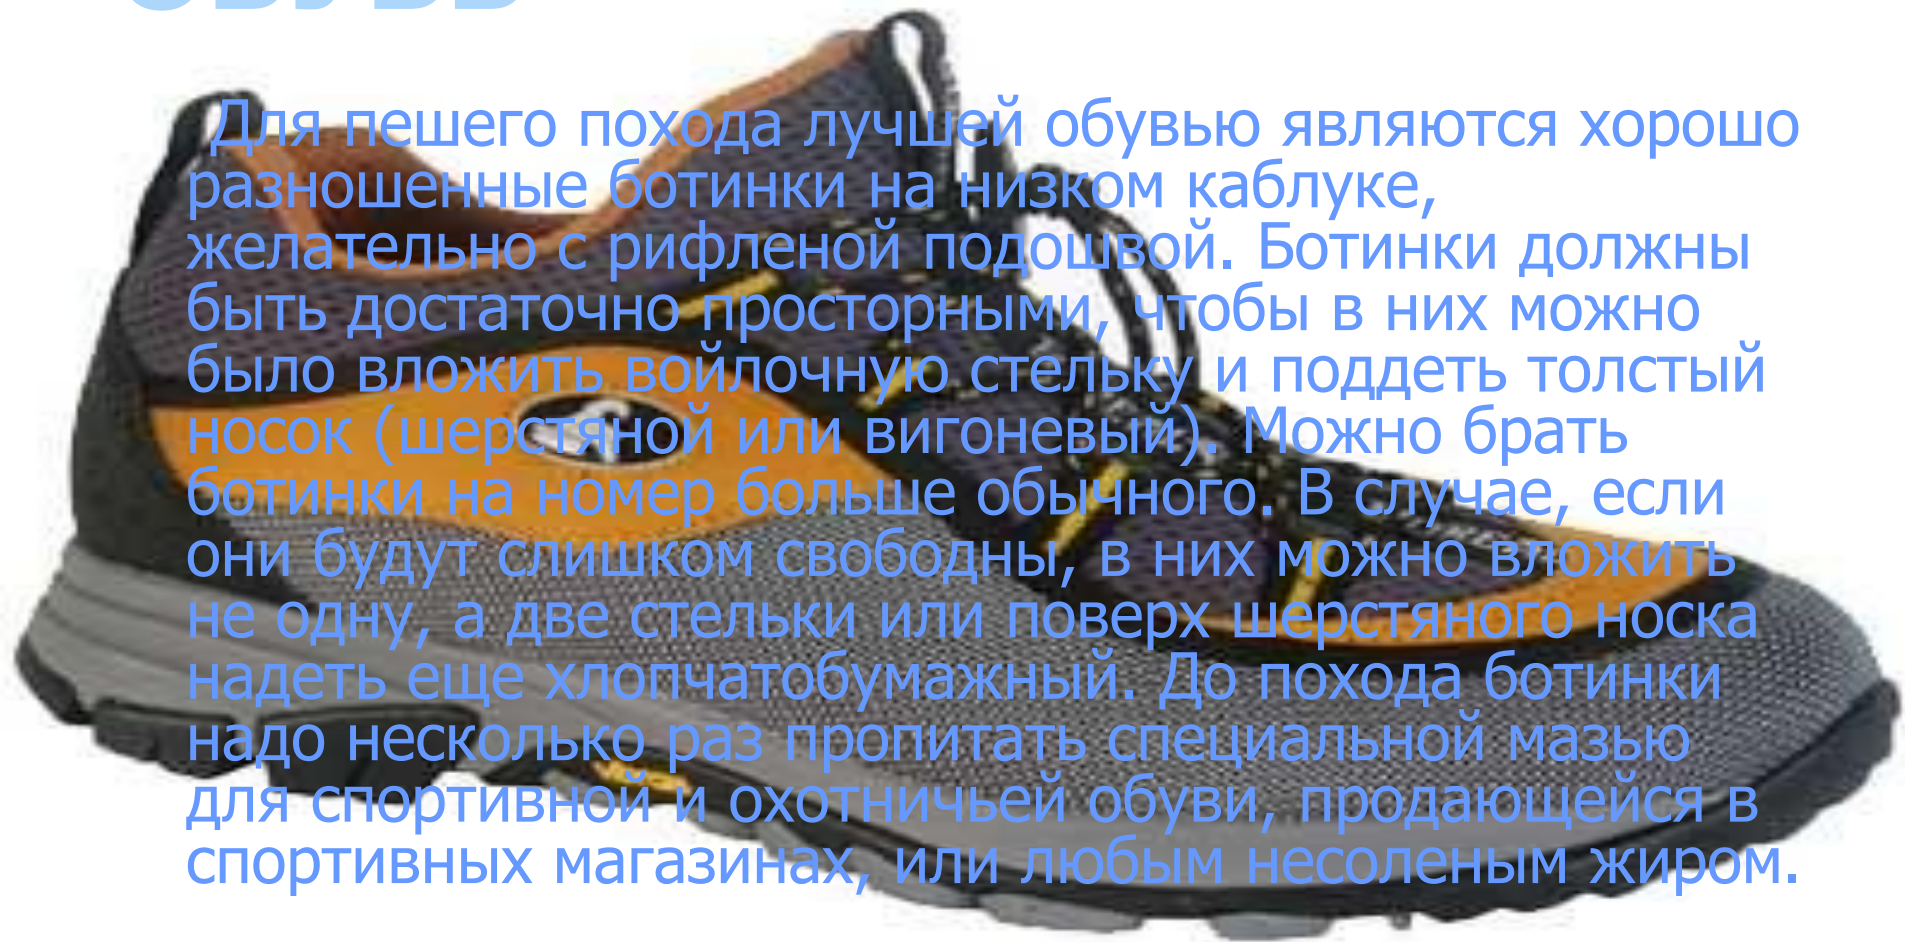 ОБУВЬ
Для пешего похода лучшей обувью являются хорошо
разношенные ботинки на низком каблуке,
желательно с рифленой подошвой. Ботинки должны
быть достаточно просторными, чтобы в них можно
было вложить войлочную стельку и поддеть толстый
носок (шерстяной или вигоневый). Можно брать
ботинки на номер больше обычного. В случае, если
они будут слишком свободны, в них можно вложить
не одну, а две стельки или поверх шерстяного носка
надеть еще хлопчатобумажный. До похода ботинки
надо несколько раз пропитать специальной мазью
для спортивной и охотничьей обуви, продающейся в
спортивных магазинах, или любым несоленым жиром.